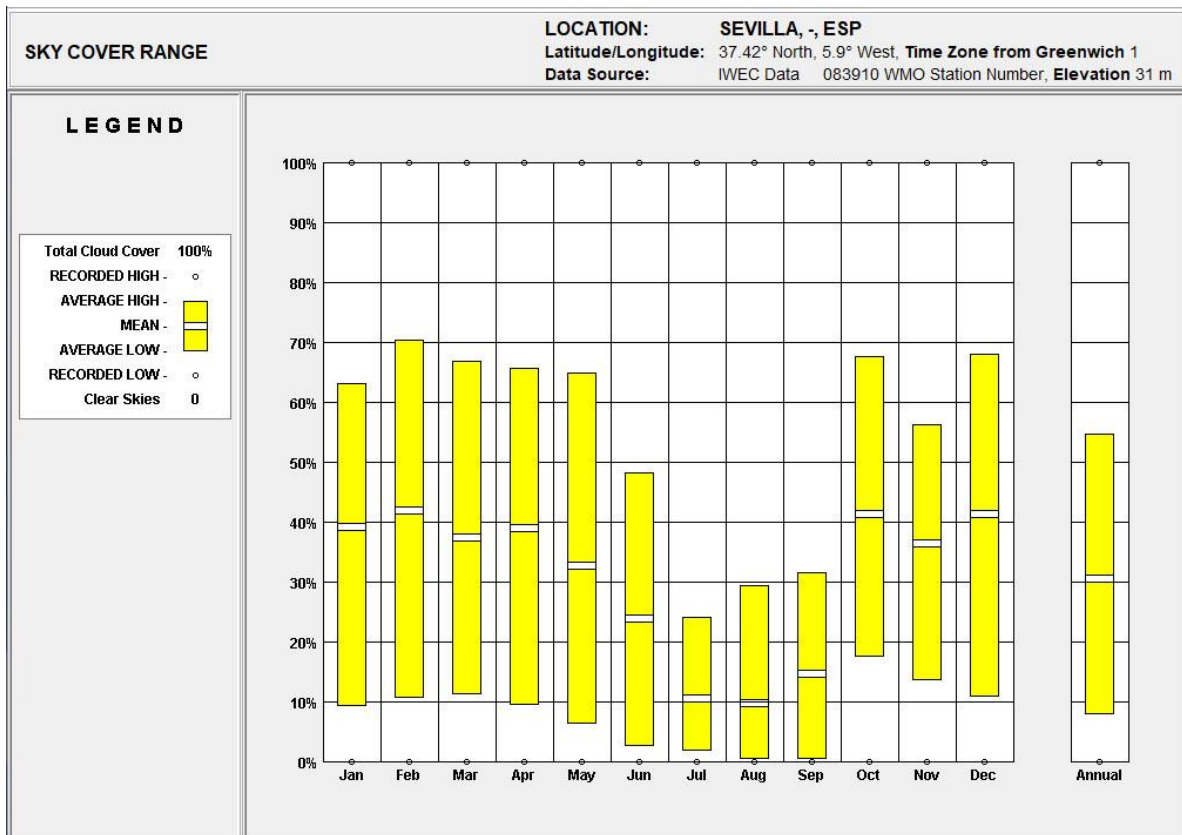 SKY COVER RANGE
LOCATION: SEVILLA, -, ESP
Latitude/Longitude: 37.42° North, 5.9° West, Time Zone from Greenwich 1
Data Source: IWEC Data 083910 WMO Station Number, Elevation 31 m
LEGEND
Total Cloud Cover 100%
RECORDED HIGH - o
AVERAGE HIGH -
MEAN -
AVERAGE LOW -
RECORDED LOW - o
Clear Skies 0
100%
90%
80%
70%
60%
50%
40%
30%
20%
10%
0%
Jan Feb Mar Apr May Jun Jul Aug Sep Oct Nov Dec Annual